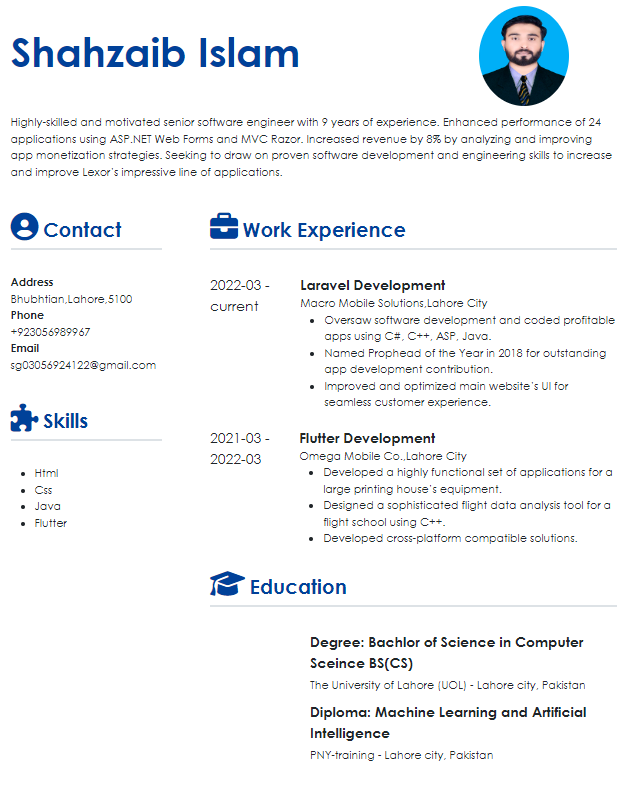 Shahzaib Islam
Highly-skilled and motivated senior software engineer with 9 years of experience. Enhanced performance of 24
applications using ASP.NET Web Forms and MVC Razor. Increased revenue by 8% by analyzing and improving
app monetization strategies. Seeking to draw on proven software development and engineering skills to increase
and improve Lexor's impressive line of applications.
Contact
Address
Bhubhtian,Lahore,5100
Phone
+923056989967
Email
sg03056924122@gmail.com
Skills
Html
Css
Java
Flutter
Work Experience
2022-03 -
current
Laravel Development
Macro Mobile Solutions,Lahore City
Oversaw software development and coded profitable
apps using C#, C++, ASP, Java.
Named Prophead of the Year in 2018 for outstanding
app development contribution.
Improved and optimized main website's UI for
seamless customer experience.
2021-03 -
2022-03
Flutter Development
Omega Mobile Co.,Lahore City
Developed a highly functional set of applications for a
large printing house's equipment.
Designed a sophisticated flight data analysis tool for a
flight school using C++.
Developed cross-platform compatible solutions.
Education
Degree: Bachlor of Science in Computer
Sceince BS(CS)
The University of Lahore (UOL) - Lahore city, Pakistan
Diploma: Machine Learning and Artificial
Intelligence
PNY-training - Lahore city, Pakistan